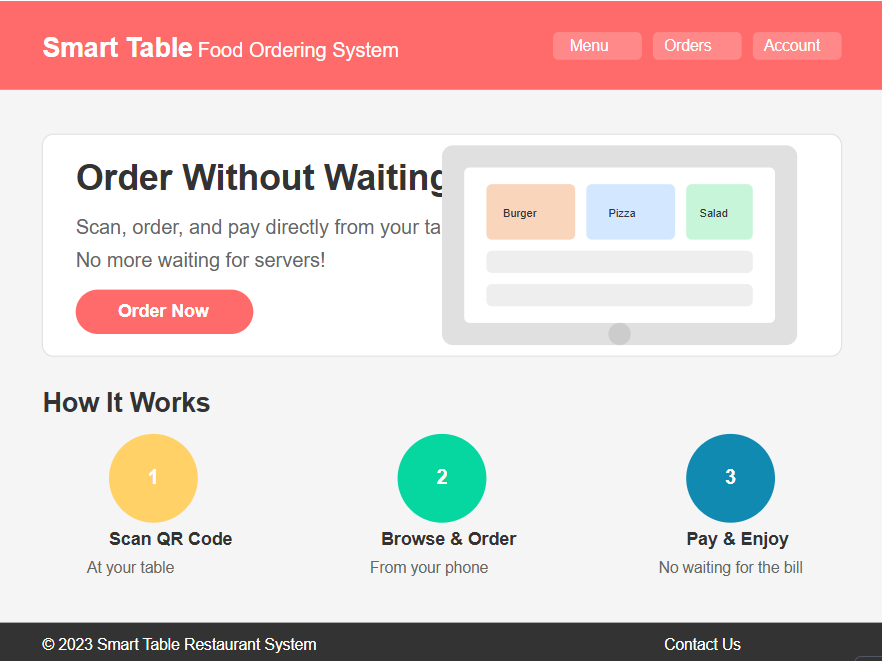 Smart Table Food Ordering System
Menu
Orders
Account
Order Without Waiting
Scan, order, and pay directly from your ta
No more waiting for servers!
Order Now
Burger
Pizza
Salad
How It Works
1
2
3
Scan QR Code
Browse & Order
Pay & Enjoy
At your table
From your phone
No waiting for the bill
© 2023 Smart Table Restaurant System
Contact Us